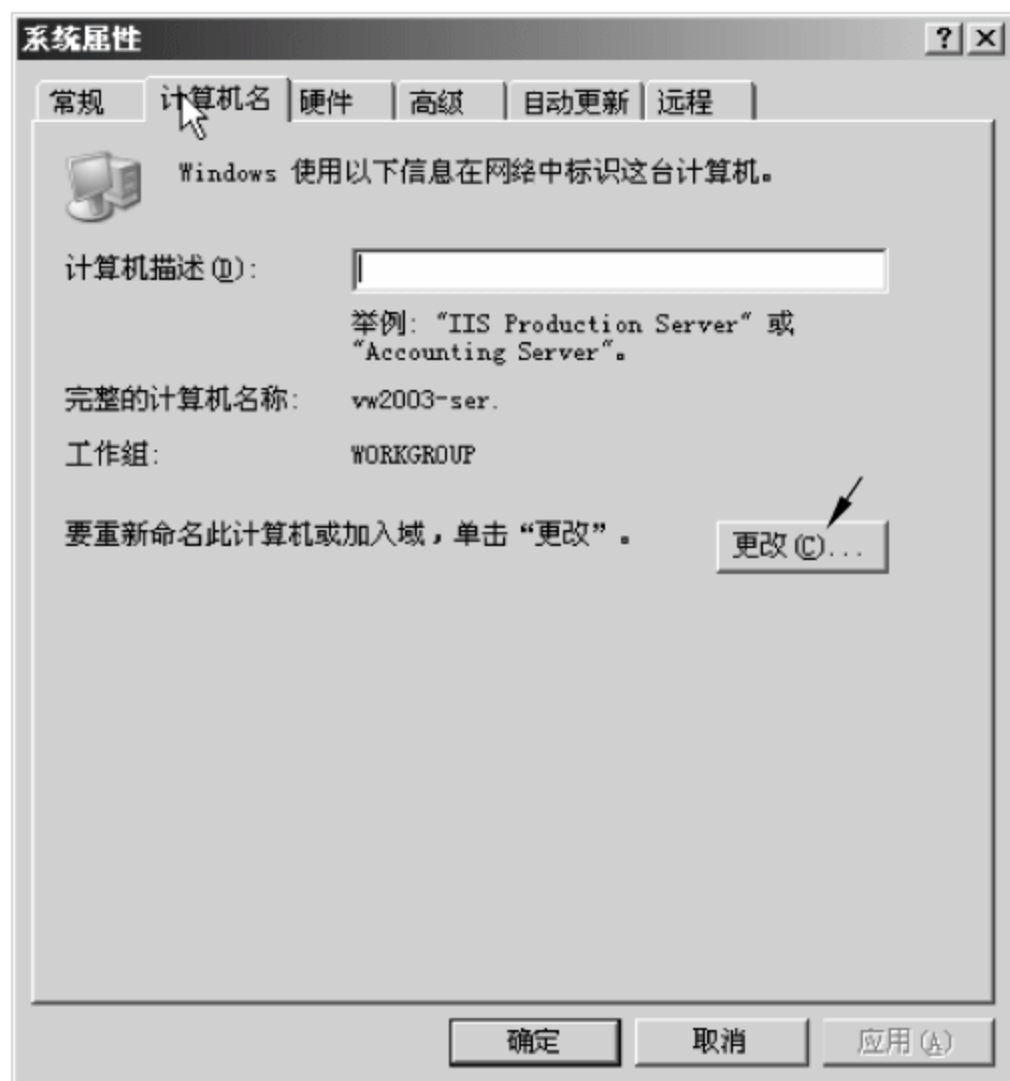 系统属性
常规 计算机名 硬件 高级 自动更新 远程
Windows 使用以下信息在网络中标识这台计算机。
计算机描述(D):
举例: "IIS Production Server" 或
"Accounting Server"。
完整的计算机名称: vw2003-ser.
工作组: WORKGROUP
要重新命名此计算机或加入域，单击“更改”。 更改(C)...
确定 取消 应用(A)